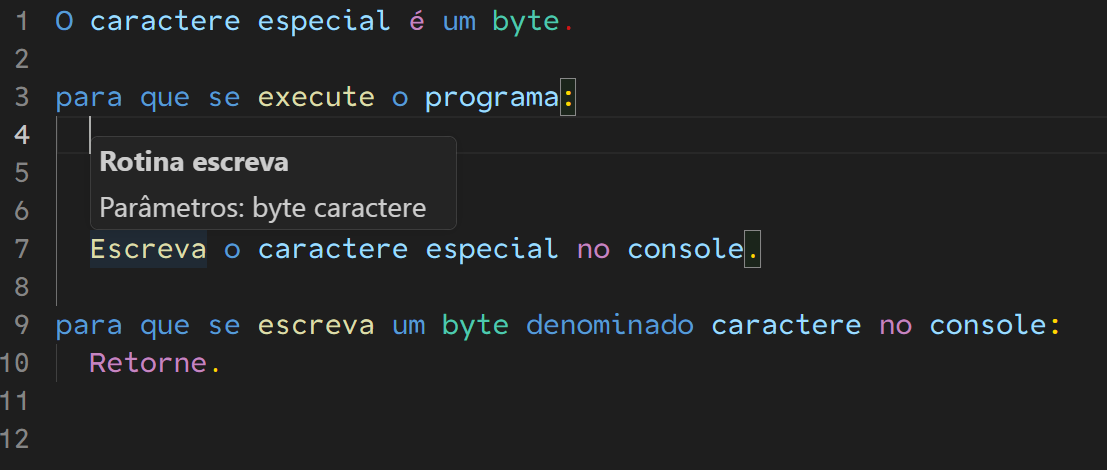 1 O caractere especial é um byte.
2
3 para que se execute o programa:
4
Rotina escreva
5
Parâmetros: byte caractere
6
7 Escreva o caractere especial no console.
8
9 para que se escreva um byte denominado caractere no console:
10 Retorne.
11
12